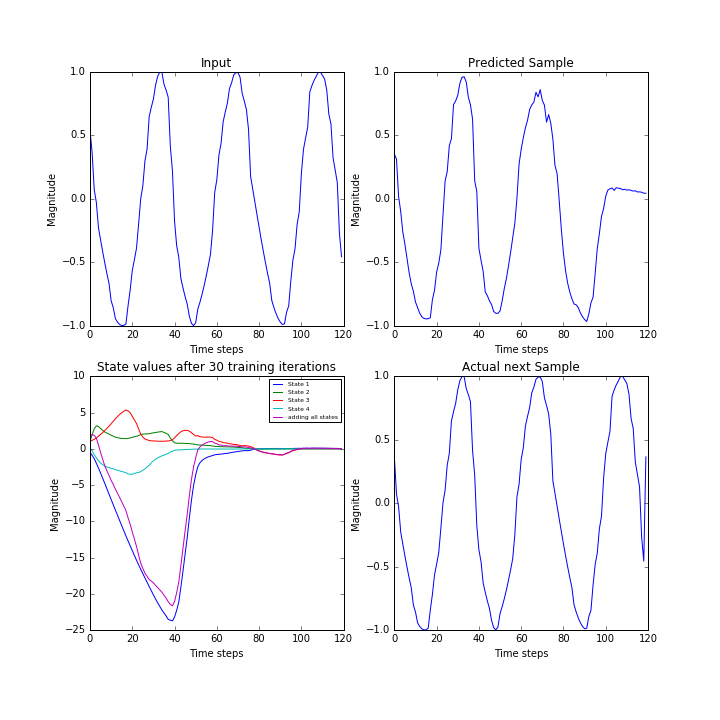 Input
Magnitude
1.0
0.5
0.0
−0.5
−1.0
0 20 40 60 80 100 120
Time steps
Predicted Sample
Magnitude
1.0
0.5
0.0
−0.5
−1.0
0 20 40 60 80 100 120
Time steps
State values after 30 training iterations
Magnitude
10
5
0
−5
−10
−15
−20
−25
0 20 40 60 80 100 120
Time steps
State 1
State 2
State 3
State 4
adding all states
Actual next Sample
Magnitude
1.0
0.5
0.0
−0.5
−1.0
0 20 40 60 80 100 120
Time steps